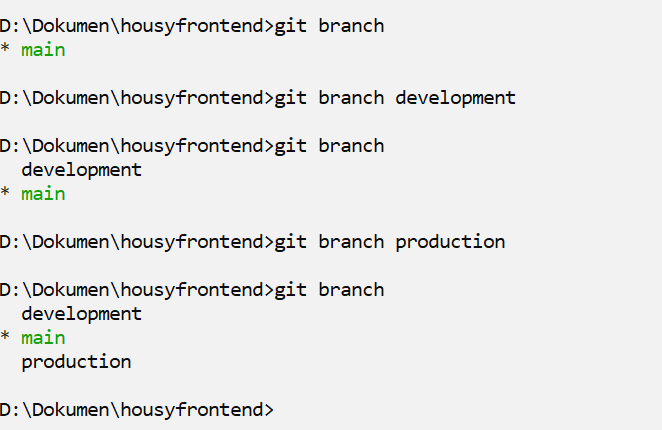 D:\Dokumen\housyfrontend>git branch
* main
D:\Dokumen\housyfrontend>git branch development
D:\Dokumen\housyfrontend>git branch
  development
* main
D:\Dokumen\housyfrontend>git branch production
D:\Dokumen\housyfrontend>git branch
  development
* main
  production
D:\Dokumen\housyfrontend>